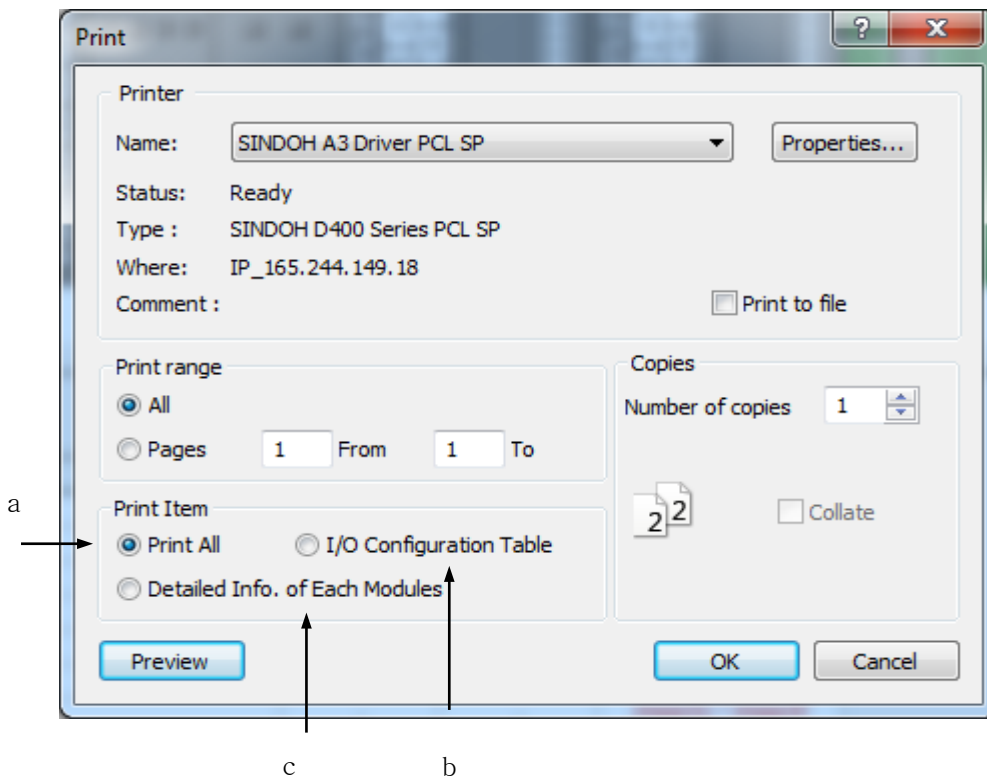 Print
Printer
Name: SINDOH A3 Driver PCL SP Properties...
Status: Ready
Type : SINDOH D400 Series PCL SP
Where: IP_165.244.149.18
Comment : Print to file
Print range
All
Pages 1 From 1 To
Copies
Number of copies 1
2 2
Collate
a
Print Item
Print All I/O Configuration Table
Detailed Info. of Each Modules
Preview OK Cancel
c b